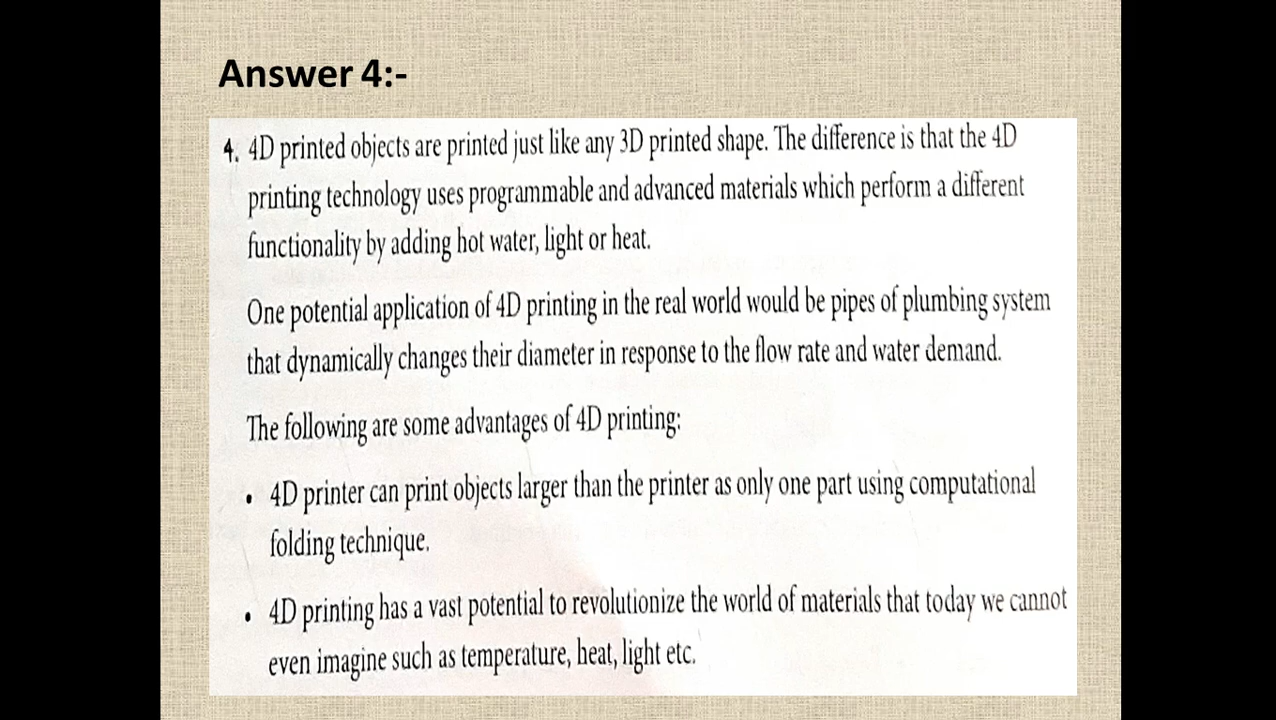 Answer 4:-
4. 4D printed objects are printed just like any 3D printed shape. The difference is that the 4D
printing technology uses programmable and advanced materials which perform a different
functionality by adding hot water, light or heat.
One potential application of 4D printing in the real world would be pipes of plumbing system
that dynamically changes their diameter in response to the flow rate and water demand.
The following are some advantages of 4D printing:
• 4D printer can print objects larger than the printer as only one part using computational
folding technique.
• 4D printing has a vast potential to revolutionize the world of materials that today we cannot
even imagine such as temperature, heat, light etc.